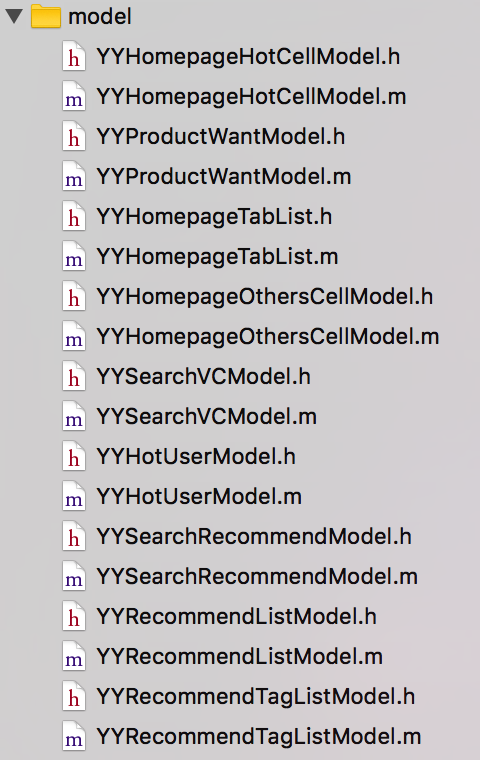 model
h YYHomepageHotCellModel.h
m YYHomepageHotCellModel.m
h YYProductWantModel.h
m YYProductWantModel.m
h YYHomepageTabList.h
m YYHomepageTabList.m
h YYHomepageOthersCellModel.h
m YYHomepageOthersCellModel.m
h YYSearchVCModel.h
m YYSearchVCModel.m
h YYHotUserModel.h
m YYHotUserModel.m
h YYSearchRecommendModel.h
m YYSearchRecommendModel.m
h YYRecommendListModel.h
m YYRecommendListModel.m
h YYRecommendTagListModel.h
m YYRecommendTagListModel.m